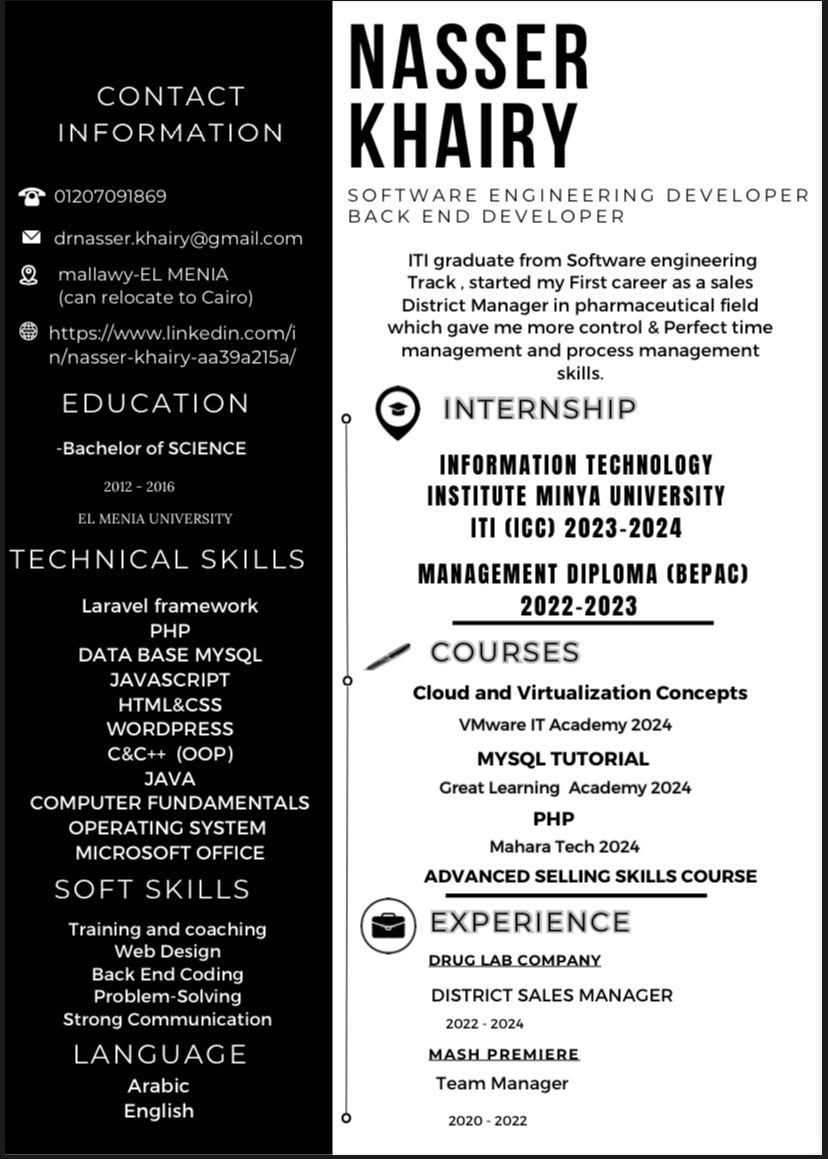 CONTACT
INFORMATION
01207091869
drnasser.khairy@gmail.com
mallawy-EL MENIA
(can relocate to Cairo)
https://www.linkedin.com/i
n/nasser-khairy-aa39a215a/
EDUCATION
-Bachelor of SCIENCE
2012 - 2016
EL MENIA UNIVERSITY
TECHNICAL SKILLS
Laravel framework
PHP
DATA BASE MYSQL
JAVASCRIPT
HTML&CSS
WORDPRESS
C&C++ (OOP)
JAVA
COMPUTER FUNDAMENTALS
OPERATING SYSTEM
MICROSOFT OFFICE
SOFT SKILLS
Training and coaching
Web Design
Back End Coding
Problem-Solving
Strong Communication
LANGUAGE
Arabic
English
NASSER
KHAIRY
SOFTWARE ENGINEERING DEVELOPER
BACK END DEVELOPER
ITI graduate from Software engineering
Track , started my First career as a sales
District Manager in pharmaceutical field
which gave me more control & Perfect time
management and process management
skills.
INTERNSHIP
INFORMATION TECHNOLOGY
INSTITUTE MINYA UNIVERSITY
ITI (ICC) 2023-2024
MANAGEMENT DIPLOMA (BEPAC)
2022-2023
COURSES
Cloud and Virtualization Concepts
VMware IT Academy 2024
MYSQL TUTORIAL
Great Learning Academy 2024
PHP
Mahara Tech 2024
ADVANCED SELLING SKILLS COURSE
EXPERIENCE
DRUG LAB COMPANY
DISTRICT SALES MANAGER
2022 - 2024
MASH PREMIERE
Team Manager
2020 - 2022